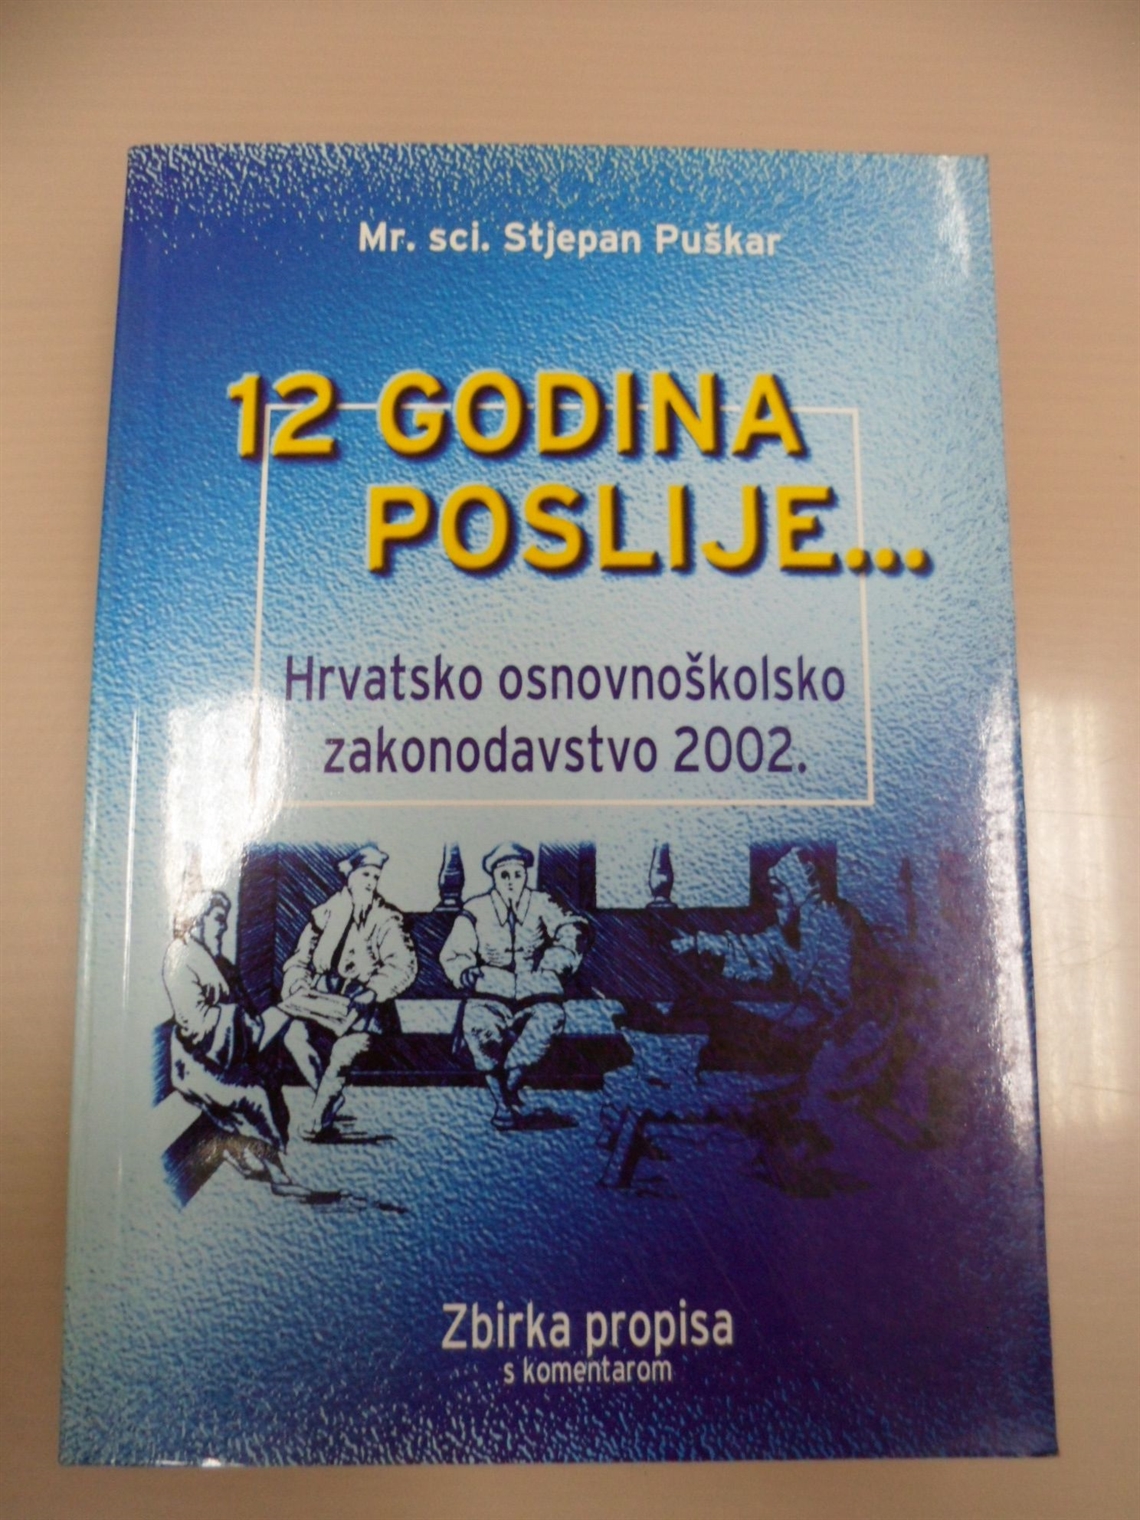 Mr. sci. Stjepan Puškar
12 GODINA
POSLIJE...
Hrvatsko osnovnoškolsko
zakonodavstvo 2002.
Zbirka propisa
s komentarom